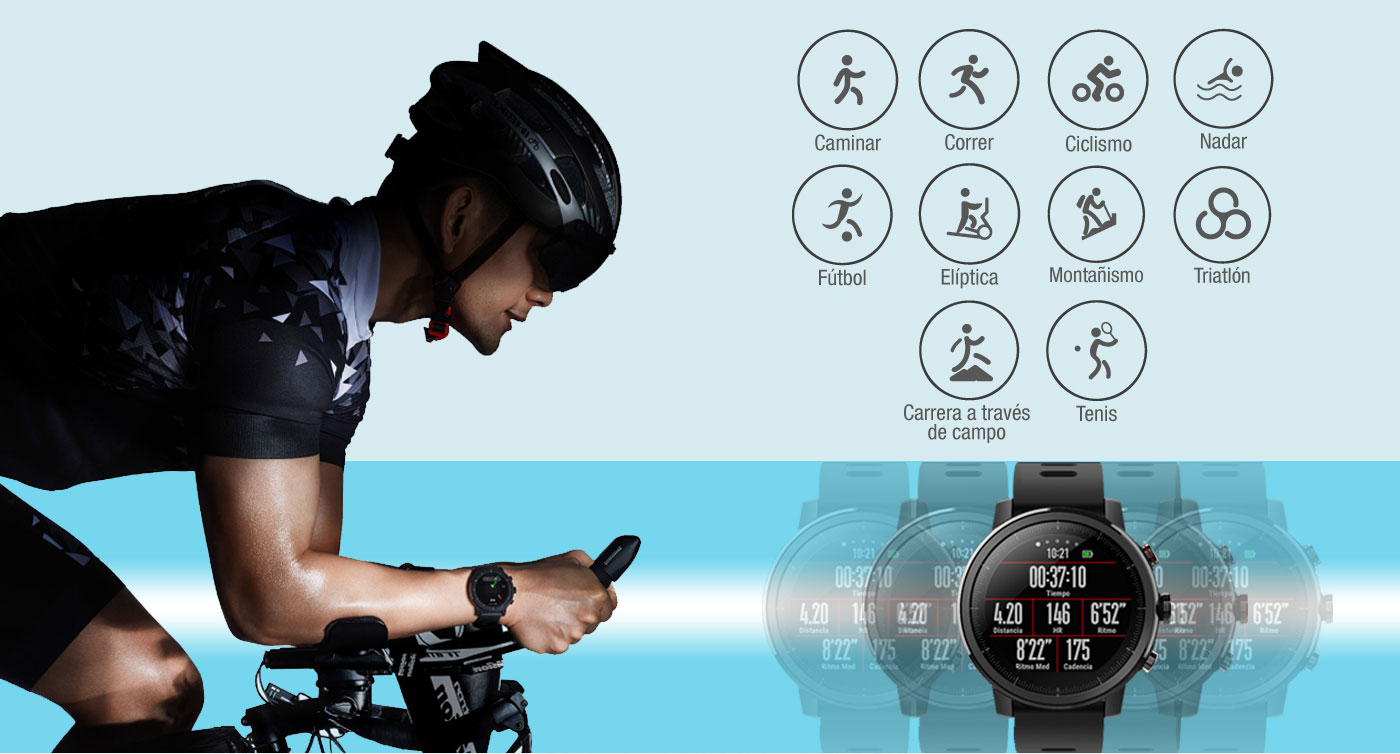 Caminar
Correr
Ciclismo
Nadar
Fútbol
Elíptica
Montañismo
Triatlón
Carrera a través
de campo
Tenis
10:21
00:37:10
Tiempo
4.20 146 6'52”
Distancia HR Ritmo
8'22” 175
Ritmo Med Cadencia